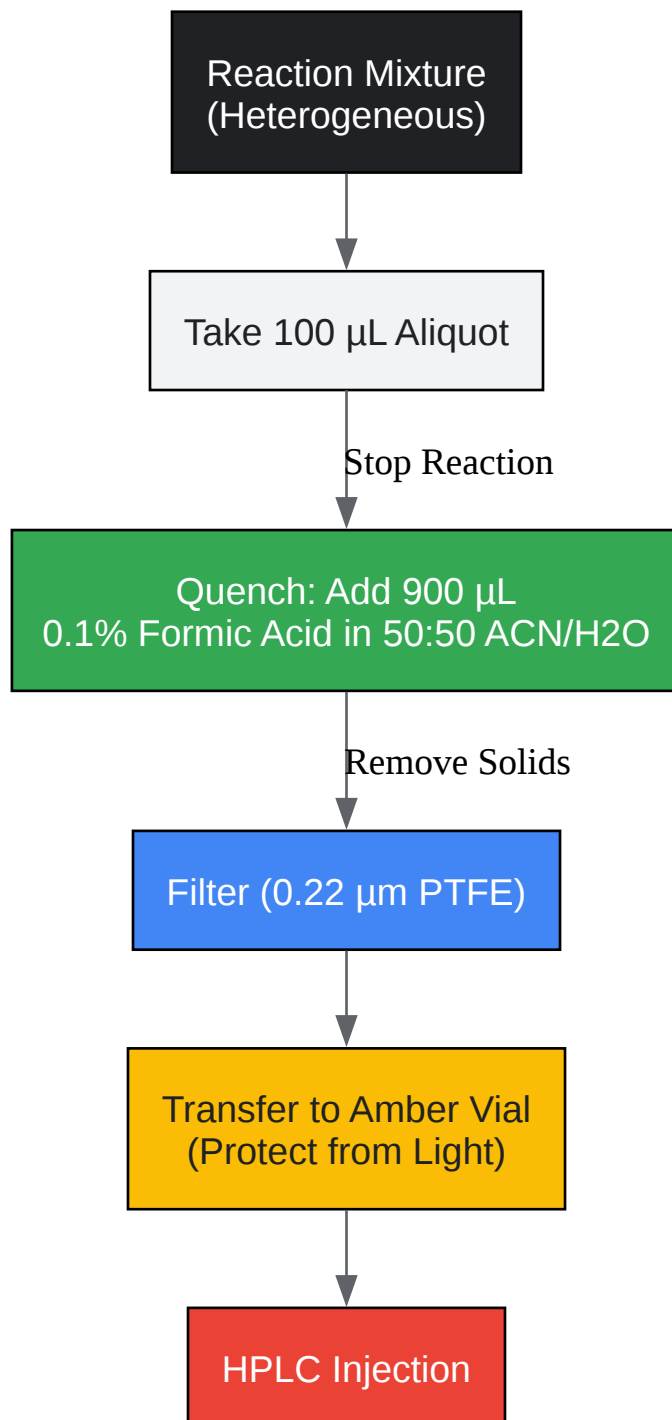 Reaction Mixture
(Heterogeneous)
Take 100 µL Aliquot
Stop Reaction
Quench: Add 900 µL
0.1% Formic Acid in 50:50 ACN/H2O
Remove Solids
Filter (0.22 µm PTFE)
Transfer to Amber Vial
(Protect from Light)
HPLC Injection